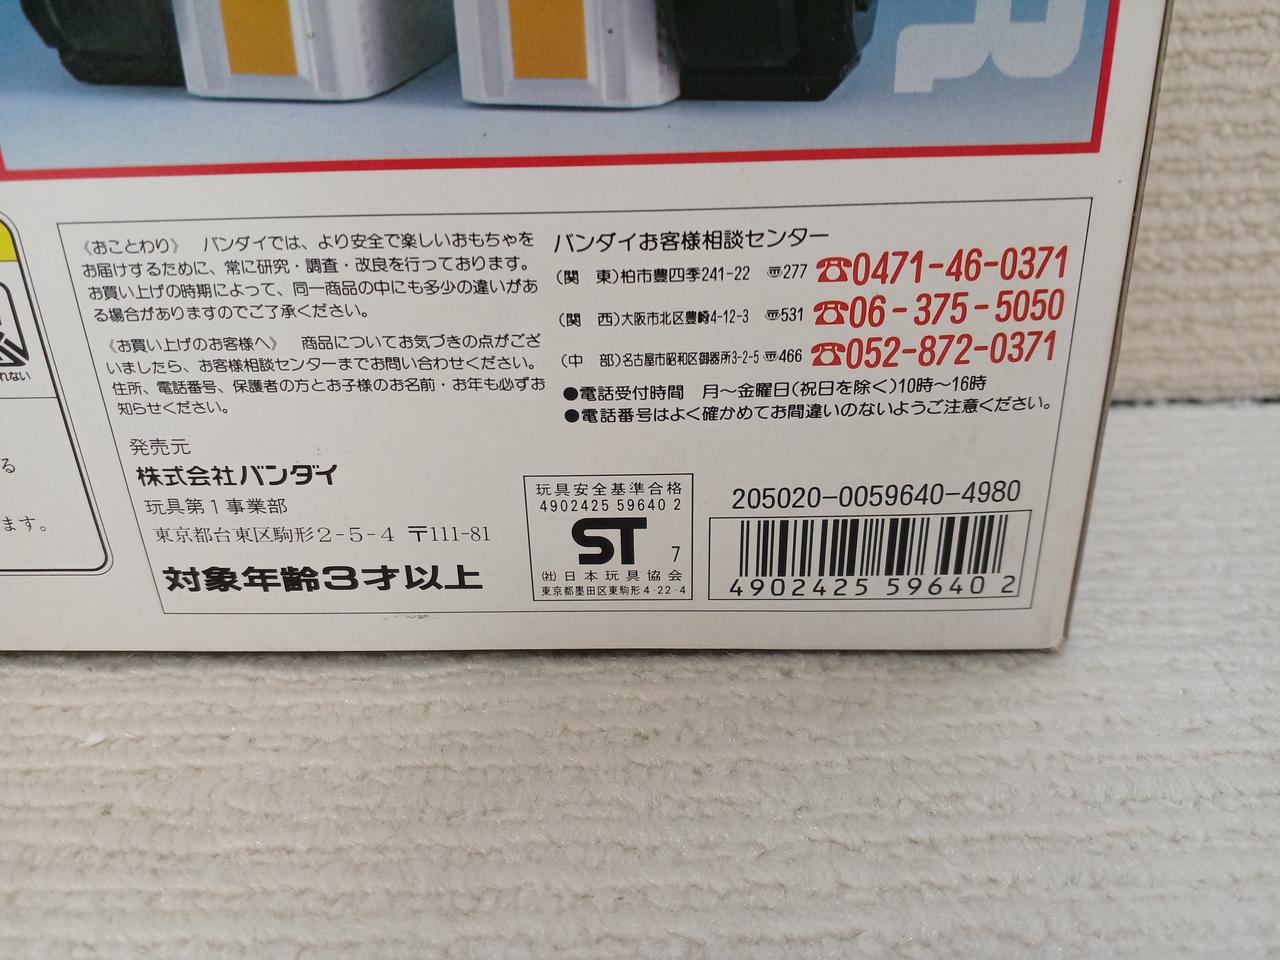 れない
る
ます。
《おことわり》　バンダイでは、より安全で楽しいおもちゃを
お届けするために、常に研究・調査・改良を行っております。
お買い上げの時期によって、同一商品の中にも多少の違いがあ
る場合がありますのでご了承ください。
《お買い上げのお客様へ》　商品についてお気づきの点がござ
いましたら、お客様相談センターまでお問い合わせください。
住所、電話番号、保護者の方とお子様のお名前・お年も必ずお
知らせください。
発売元
株式会社バンダイ
玩具第1事業部
東京都台東区駒形2-5-4 〒111-81
対象年齢3才以上
バンダイお客様相談センター
(関　東)柏市豊四季241-22 〠277 ☎0471-46-0371
(関　西)大阪市北区豊崎4-12-3 〠531 ☎06-375-5050
(中　部)名古屋市昭和区御器所3-2-5 〠466 ☎052-872-0371
●電話受付時間　月～金曜日(祝日を除く)10時～16時
●電話番号はよく確かめてお間違いのないようご注意ください。
玩具安全基準合格
4902425 59640 2
ST 7
(社)日本玩具協会
東京都墨田区東駒形4-22-4
205020-0059640-4980
4902425 59640 2